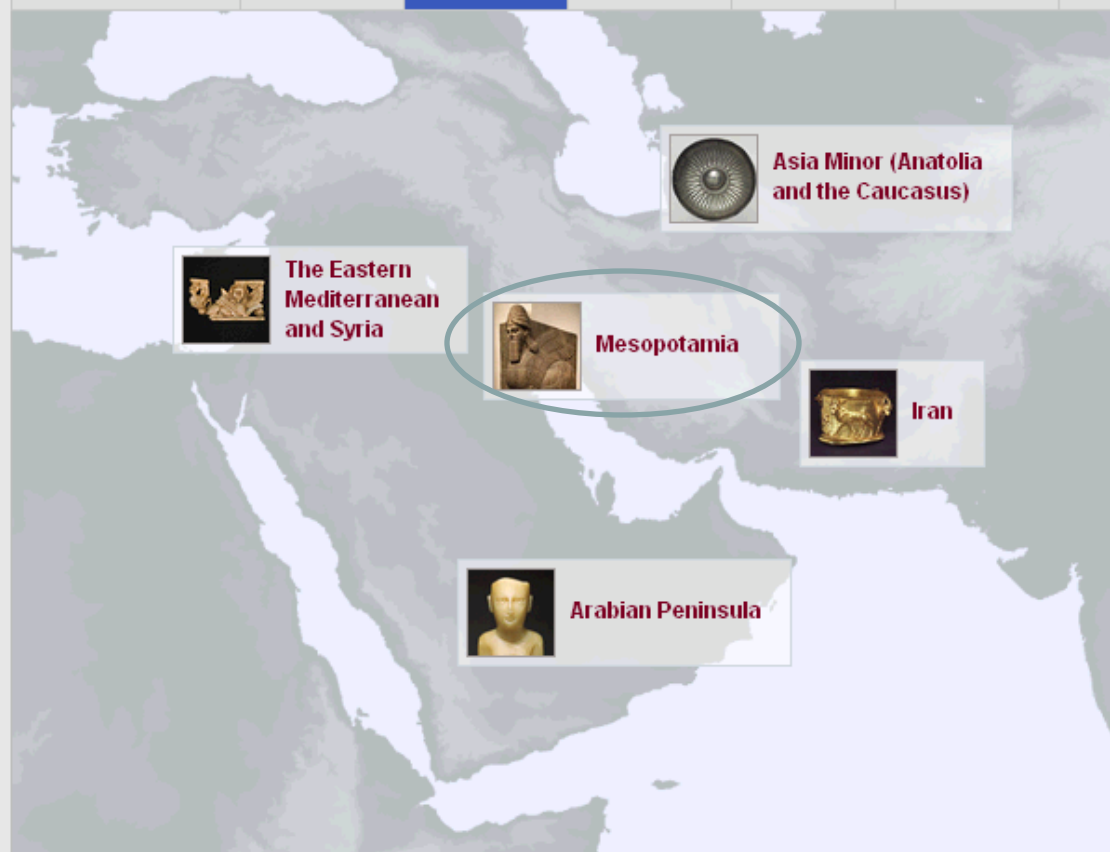 Asia Minor (Anatolia
and the Caucasus)
The Eastern
Mediterranean
and Syria
Mesopotamia
Iran
Arabian Peninsula